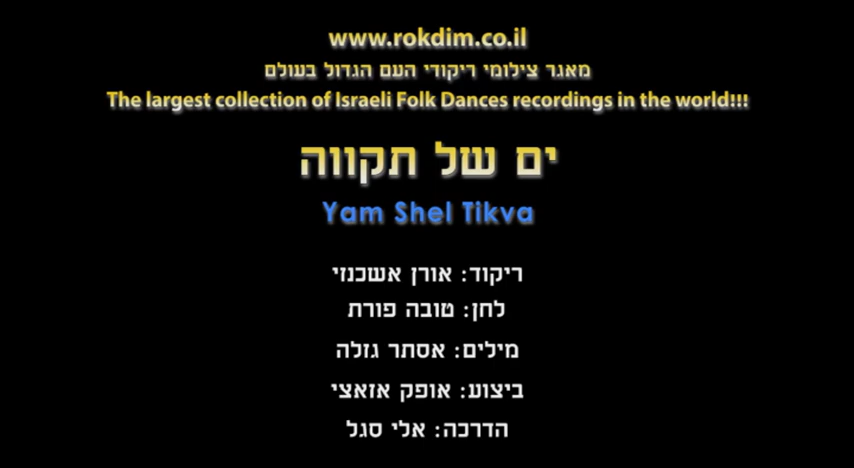 www.rokdim.co.il
מאגר צילומי ריקודי העם הגדול בעולם
The largest collection of Israeli Folk Dances recordings in the world!!!
ים של תקווה
Yam Shel Tikva
ריקוד: אורן אשכנזי
לחן: טובה פורת
מילים: אסתר גזלה
ביצוע: אופק אזאצי
הדרכה: אלי סגל